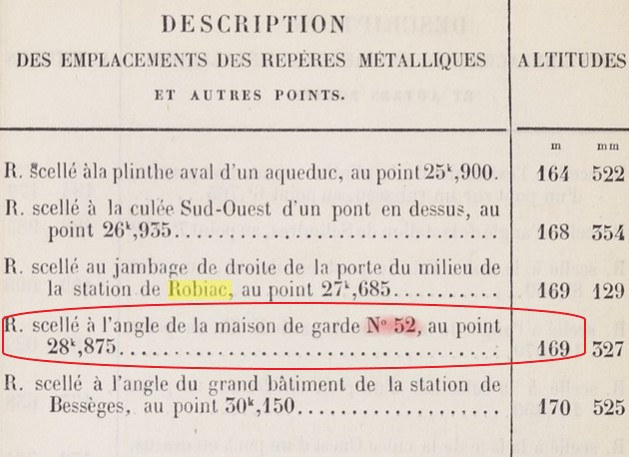 DESCRIPTION
DES EMPLACEMENTS DES REPÈRES MÉTALLIQUES
ET AUTRES POINTS.
ALTITUDES
m mm
R. scellé àla plinthe aval d'un aqueduc, au point 25ᵏ,900. 164 522
R. scellé à la culée Sud-Ouest d'un pont en dessus, au
point 26ᵏ,935........................ 168 354
R. scellé au jambage de droite de la porte du milieu de
la station de Robiac, au point 27ᵏ,685.......... 169 129
R. scellé à l'angle de la maison de garde N° 52, au point
28ᵏ,875............................ 169 327
R. scellé à l'angle du grand bâtiment de la station de
Bessèges, au point 30ᵏ,150.................. 170 525